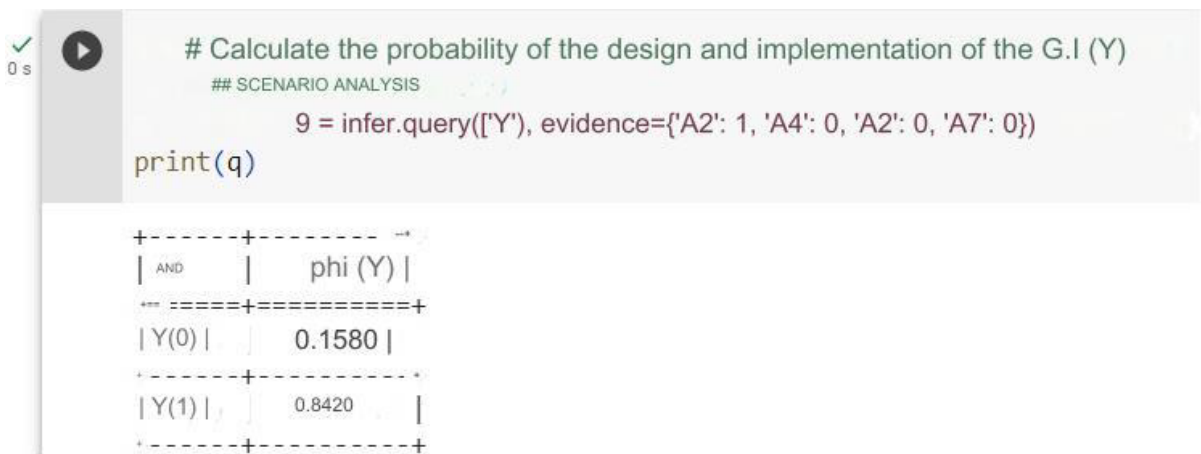 0 s
# Calculate the probability of the design and implementation of the G.I (Y)
## SCENARIO ANALYSIS
9 = infer.query(['Y'), evidence={'A2': 1, 'A4': 0, 'A2': 0, 'A7': 0})
print(q)
+------+--------
| AND | phi (Y) |
+== =====+==========+
| Y(0) | 0.1580 |
+------+----------+
| Y(1) | 0.8420 |
+------+----------+